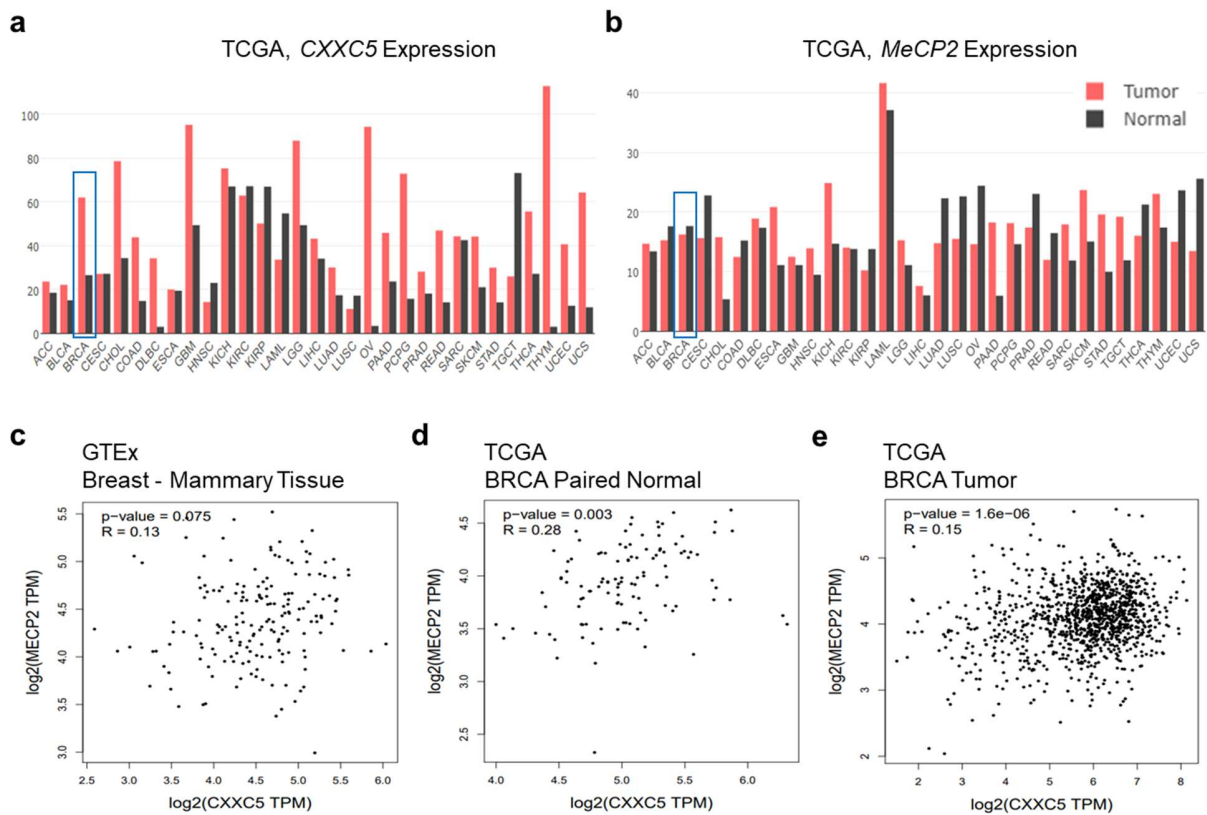 a
TCGA, CXXC5 Expression
100
80
60
40
20
0
ACC
BLCA
BRCA
CESC
CHOL
COAD
DLBC
ESCA
GBM
HNSC
KICH
KIRC
KIRP
LAML
LGG
LIHC
LUAD
LUSC
OV
PAAD
PCPG
PRAD
READ
SARC
SKCM
STAD
TGCT
THCA
THYM
UCEC
UCS
b
TCGA, MeCP2 Expression
Tumor
Normal
40
30
20
10
0
ACC
BLCA
BRCA
CESC
CHOL
COAD
DLBC
ESCA
GBM
HNSC
KICH
KIRC
KIRP
LAML
LGG
LIHC
LUAD
LUSC
OV
PAAD
PCPG
PRAD
READ
SARC
SKCM
STAD
TGCT
THCA
THYM
UCEC
UCS
c
GTEx
Breast - Mammary Tissue
p-value = 0.075
R = 0.13
log2(MECP2 TPM)
5.5
5.0
4.5
4.0
3.5
3.0
2.5 3.0 3.5 4.0 4.5 5.0 5.5 6.0
log2(CXXC5 TPM)
d
TCGA
BRCA Paired Normal
p-value = 0.003
R = 0.28
log2(MECP2 TPM)
4.5
4.0
3.5
3.0
2.5
4.0 4.5 5.0 5.5 6.0
log2(CXXC5 TPM)
e
TCGA
BRCA Tumor
p-value = 1.6e-06
R = 0.15
log2(MECP2 TPM)
5
4
3
2
2 3 4 5 6 7 8
log2(CXXC5 TPM)